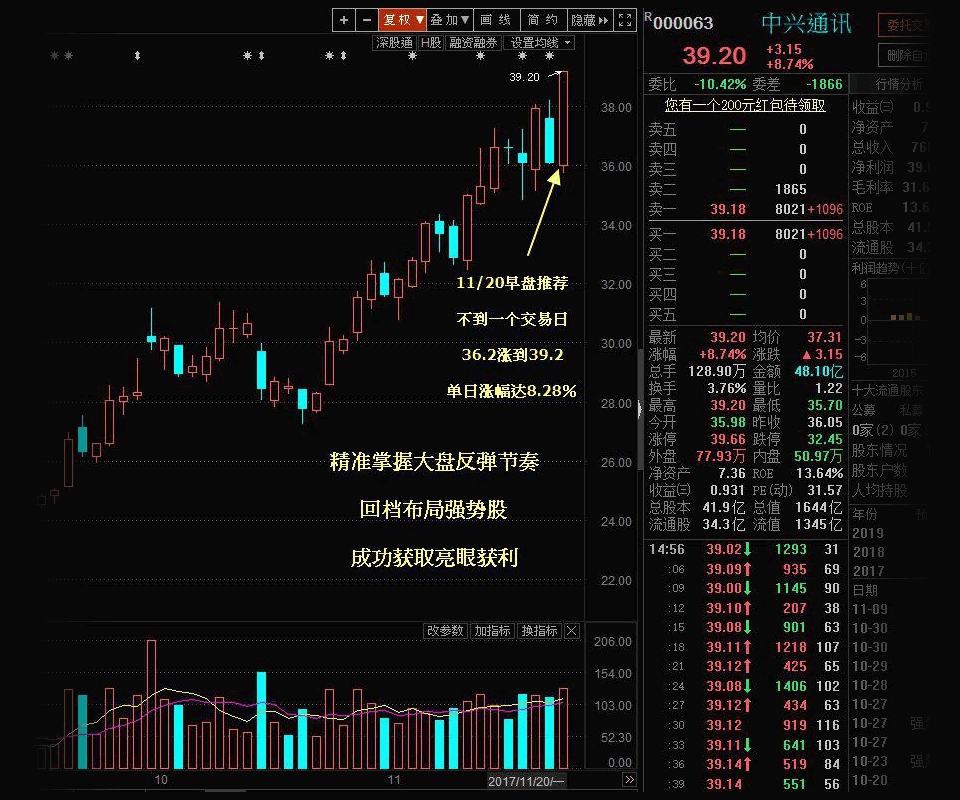 + − 复权▼ 叠加▼ 画线 简约 隐藏
深股通 H股 融资融券 设置均线
39.20
38.00
36.00
34.00
32.00
30.00
28.00
26.00
24.00
22.00
11/20早盘推荐
不到一个交易日
36.2涨到39.2
单日涨幅达8.28%
精准掌握大盘反弹节奏
回档布局强势股
成功获取亮眼获利
改参数 加指标 换指标
206.00
154.00
103.00
52.30
0.00
10 11 2017/11/20/一
R000063 中兴通讯
39.20 +3.15
+8.74%
委比 -10.42% 委差 -1866
您有一个200元红包待领取
卖五 — 0
卖四 — 0
卖三 — 0
卖二 — 1865
卖一 39.18 8021+1096
买一 39.18 8021+1096
买二 — 0
买三 — 0
买四 — 0
买五 — 0
最新 39.20 均价 37.31
涨幅 +8.74% 涨跌 ▲3.15
总手 128.90万 金额 48.10亿
换手 3.76% 量比 1.22
最高 39.20 最低 35.70
今开 35.98 昨收 36.05
涨停 39.66 跌停 32.45
外盘 77.93万 内盘 50.97万
净资产 7.36 ROE 13.64%
收益(三) 0.931 PE(动) 31.57
总股本 41.9亿 总值 1644亿
流通股 34.3亿 流值 1345亿
14:56 39.02↓ 1293 31
:06 39.09↑ 935 69
:09 39.00↓ 1145 90
:12 39.10↑ 207 38
:15 39.08↓ 901 63
:18 39.11↑ 1218 107
:21 39.12↑ 425 65
:24 39.08↓ 1406 102
:27 39.12↑ 434 63
:30 39.12 919 116
:33 39.11↓ 641 103
:36 39.14↑ 519 84
:39 39.14 551 56
委托交
删除自
行情分析
收益(三) 0.
净资产 7
总收入 76
净利润 39.
毛利率 31.6
ROE 13.6
总股本 41.
流通股 34.
利润趋势(十
6
3
0
−3
−6
2015
十大流通股东
公募 私募
0家(2) 0家
股东情况
股东户数
人均持股
年份
2019
2018
2017
日期
11-09
10-30
10-30
10-29
10-28
10-27
10-27 强
10-27
10-23 强
10-20